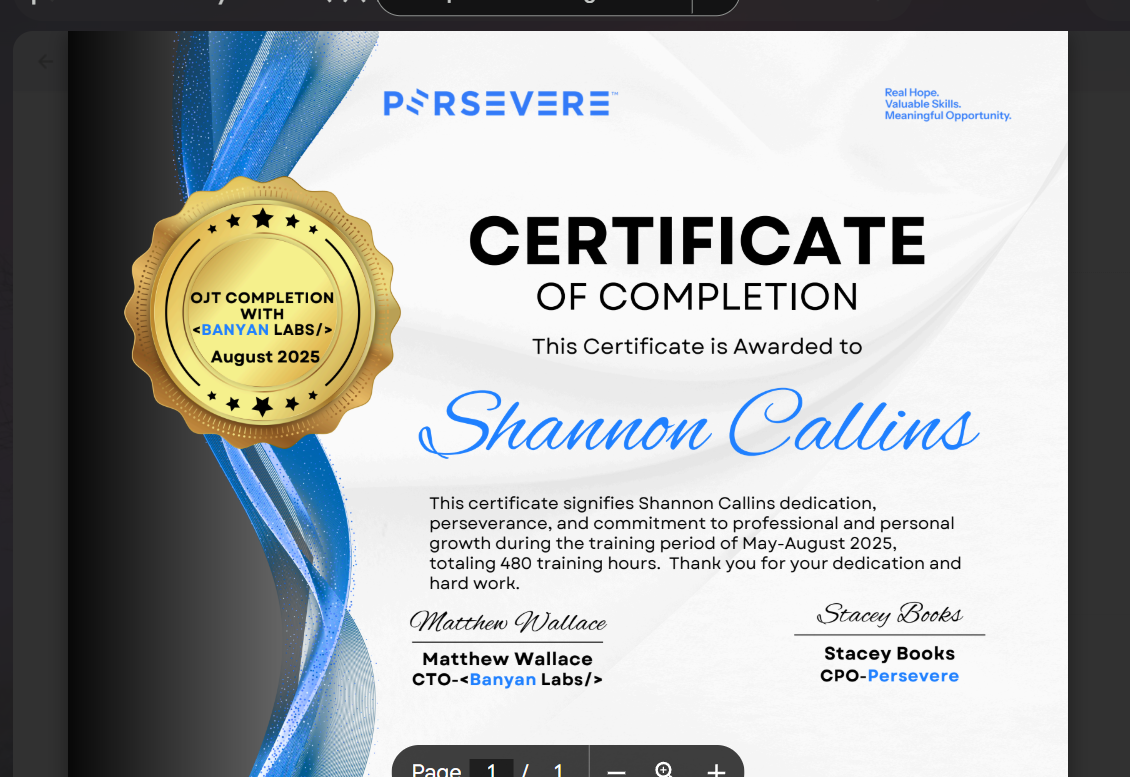 PERSEVERE™
Real Hope.
Valuable Skills.
Meaningful Opportunity.
CERTIFICATE
OF COMPLETION
This Certificate is Awarded to
Shannon Callins
OJT COMPLETION
WITH
<BANYAN LABS/>
August 2025
This certificate signifies Shannon Callins dedication,
perseverance, and commitment to professional and personal
growth during the training period of May-August 2025,
totaling 480 training hours.  Thank you for your dedication and
hard work.
Matthew Wallace
Matthew Wallace
CTO-<Banyan Labs/>
Stacey Books
Stacey Books
CPO-Persevere
Page 1 / 1